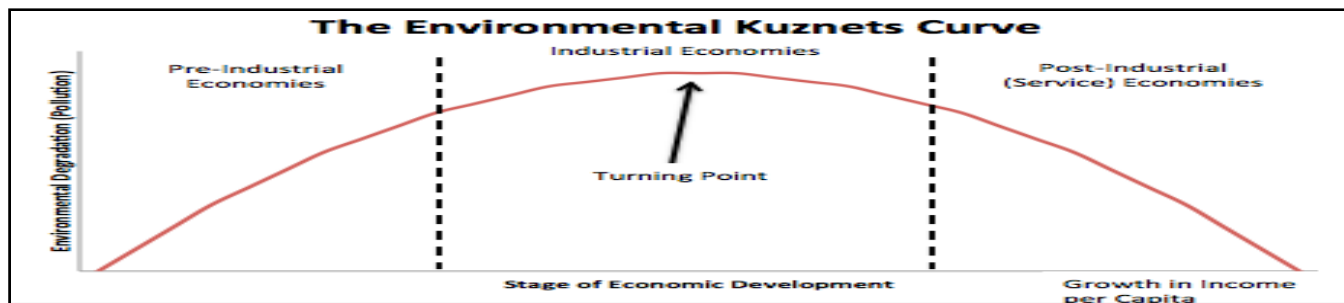 The Environmental Kuznets Curve
Industrial Economies
Pre-Industrial
Economies
Post-Industrial
(Service) Economies
Environmental Degradation (Pollution)
Turning Point
Stage of Economic Development
Growth in Income
per Capita